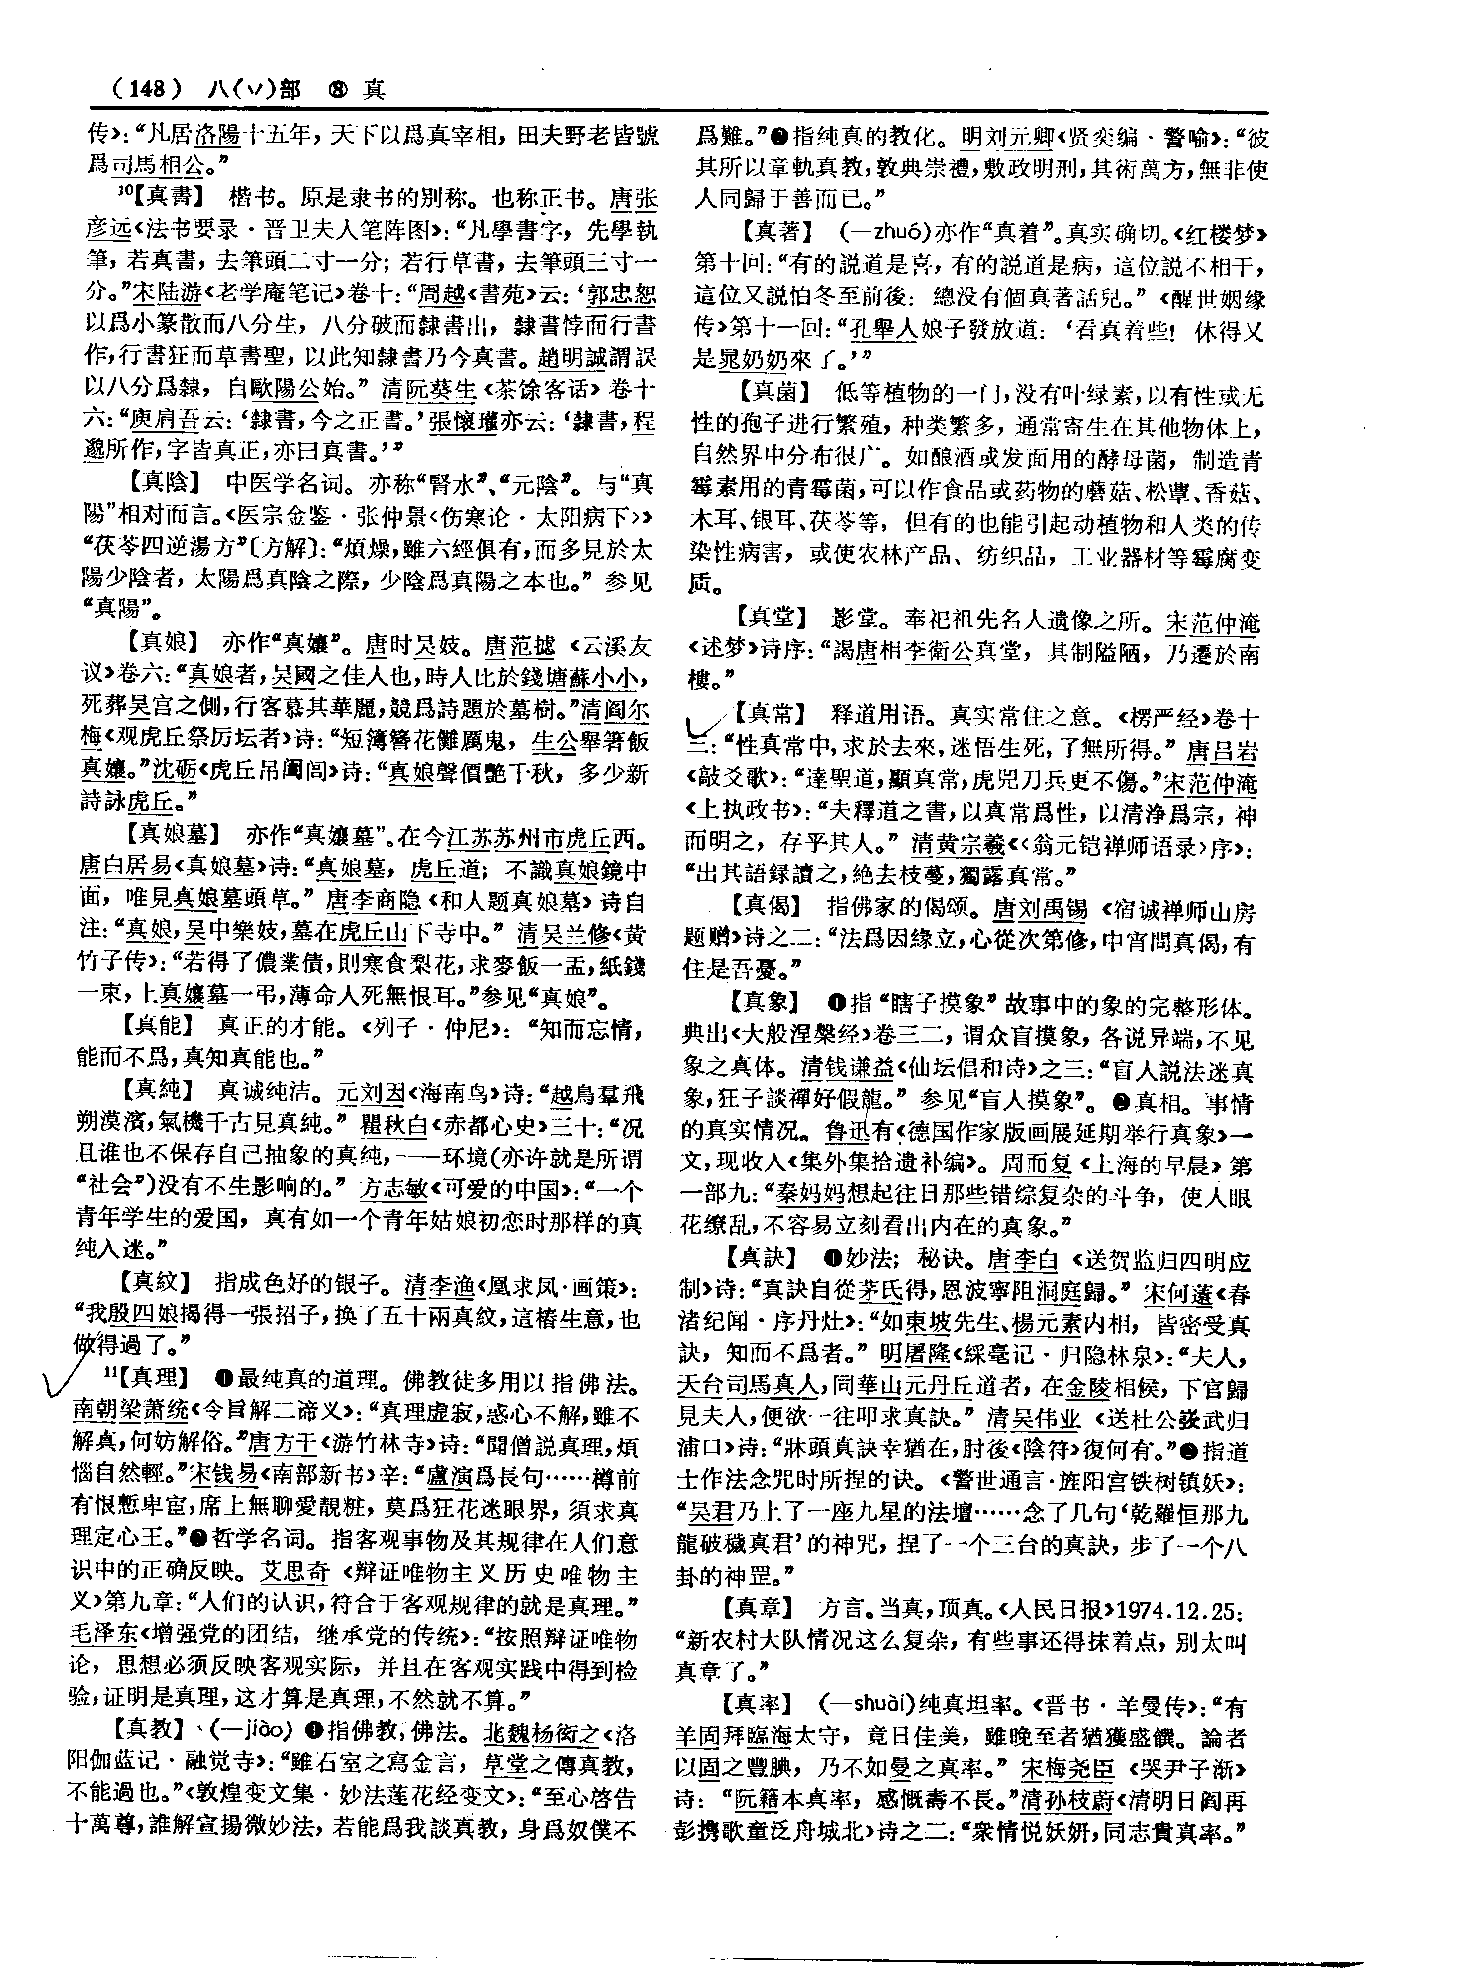 （148） 八(丷)部 ⑧ 真
传》：“凡居洛陽十五年，天下以爲真宰相，田夫野老皆號
爲司馬相公。”
10【真書】 楷书。原是隶书的别称。也称正书。唐张
彦远《法书要录·晋卫夫人笔阵图》：“凡學書字，先學執
筆，若真書，去筆頭二寸一分；若行草書，去筆頭三寸一
分。”宋陆游《老学庵笔记》卷十：“周越《書苑》云：‘郭忠恕
以爲小篆散而八分生，八分破而隸書出，隸書悖而行書
作，行書狂而草書聖，以此知隸書乃今真書。趙明誠謂誤
以八分爲隸，自歐陽公始。” 清阮葵生《茶馀客话》卷十
六：“庾肩吾云：‘隸書，今之正書。’張懷瓘亦云：‘隸書，程
邈所作，字皆真正，亦曰真書。’”
【真陰】 中医学名词。亦称“腎水”、“元陰”。与“真
陽”相对而言。《医宗金鉴·张仲景〈伤寒论·太阳病下〉》
“茯苓四逆湯方”〔方解〕：“煩燥，雖六經俱有，而多見於太
陽少陰者，太陽爲真陰之際，少陰爲真陽之本也。” 参见
“真陽”。
【真娘】 亦作“真孃”。唐时吴妓。唐范摅《云溪友
议》卷六：“真娘者，吴國之佳人也，時人比於錢塘蘇小小，
死葬吴宫之側，行客慕其華麗，競爲詩題於墓樹。”清阎尔
梅《观虎丘祭厉坛者》诗：“短簿簪花儺厲鬼，生公舉箸飯
真孃。”沈砺《虎丘吊阖闾》诗：“真娘聲價艷千秋，多少新
詩詠虎丘。”
【真娘墓】 亦作“真孃墓”。在今江苏苏州市虎丘西。
唐白居易《真娘墓》诗：“真娘墓，虎丘道；不識真娘鏡中
面，唯見真娘墓頭草。” 唐李商隐《和人题真娘墓》诗自
注：“真娘，吴中樂妓，墓在虎丘山下寺中。” 清吴兰修《黄
竹子传》：“若得了儂業債，則寒食梨花，求麥飯一盂，紙錢
一束，上真孃墓一弔，薄命人死無恨耳。”参见“真娘”。
【真能】 真正的才能。《列子·仲尼》：“知而忘情，
能而不爲，真知真能也。”
【真純】 真诚纯洁。元刘因《海南鸟》诗：“越鳥羣飛
朔漠濱，氣機千古見真純。” 瞿秋白《赤都心史》三十：“况
且谁也不保存自己抽象的真纯，——环境(亦许就是所谓
“社会”)没有不生影响的。” 方志敏《可爱的中国》：“一个
青年学生的爱国，真有如一个青年姑娘初恋时那样的真
纯入迷。”
【真紋】 指成色好的银子。清李渔《凰求凤·画策》：
“我殷四娘揭得一張招子，换了五十兩真紋，這樁生意，也
做得過了。”
11【真理】 ❶最纯真的道理。佛教徒多用以指佛法。
南朝梁萧统《令旨解二谛义》：“真理虚寂，惑心不解，雖不
解真，何妨解俗。”唐方干《游竹林寺》诗：“聞僧説真理，煩
惱自然輕。”宋钱易《南部新书》辛：“盧演爲長句……樽前
有恨慙卑宦，席上無聊愛靚粧，莫爲狂花迷眼界，須求真
理定心王。”❷哲学名词。指客观事物及其规律在人们意
识中的正确反映。艾思奇《辩证唯物主义历史唯物主
义》第九章：“人们的认识，符合于客观规律的就是真理。”
毛泽东《增强党的团结，继承党的传统》：“按照辩证唯物
论，思想必须反映客观实际，并且在客观实践中得到检
验，证明是真理，这才算是真理，不然就不算。”
【真教】（—jiào）❶指佛教，佛法。北魏杨衒之《洛
阳伽蓝记·融觉寺》：“雖石室之寫金言，草堂之傳真教，
不能過也。”《敦煌变文集·妙法莲花经变文》：“至心啓告
十萬尊，誰解宣揚微妙法，若能爲我談真教，身爲奴僕不
爲難。”❷指纯真的教化。明刘元卿《贤奕编·警喻》：“彼
其所以章軌真教，敦典崇禮，敷政明刑，其術萬方，無非使
人同歸于善而已。”
【真著】（—zhuó）亦作“真着”。真实确切。《红楼梦》
第十回：“有的説道是喜，有的説道是病，這位説不相干，
這位又説怕冬至前後：總没有個真著話兒。”《醒世姻缘
传》第十一回：“孔舉人娘子發放道：‘看真着些！休得又
是晁奶奶來了。’”
【真菌】 低等植物的一门，没有叶绿素，以有性或无
性的孢子进行繁殖，种类繁多，通常寄生在其他物体上，
自然界中分布很广。如酿酒或发面用的酵母菌，制造青
霉素用的青霉菌，可以作食品或药物的蘑菇、松蕈、香菇、
木耳、银耳、茯苓等，但有的也能引起动植物和人类的传
染性病害，或使农林产品、纺织品，工业器材等霉腐变
质。
【真堂】 影堂。奉祀祖先名人遗像之所。宋范仲淹
《述梦》诗序：“謁唐相李衛公真堂，其制隘陋，乃遷於南
樓。”
【真常】 释道用语。真实常住之意。《楞严经》卷十
三：“性真常中，求於去來，迷悟生死，了無所得。” 唐吕岩
《敲爻歌》：“達聖道，顯真常，虎兕刀兵更不傷。”宋范仲淹
《上执政书》：“夫釋道之書，以真常爲性，以清浄爲宗，神
而明之，存乎其人。” 清黄宗羲《〈翁元铠禅师语录〉序》：
“出其語録讀之，絶去枝蔓，獨露真常。”
【真偈】 指佛家的偈颂。唐刘禹锡《宿诚禅师山房
题赠》诗之二：“法爲因緣立，心從次第修，中宵問真偈，有
住是吾憂。”
【真象】 ❶指“瞎子摸象”故事中的象的完整形体。
典出《大般涅槃经》卷三二，谓众盲摸象，各说异端，不见
象之真体。清钱谦益《仙坛倡和诗》之三：“盲人説法迷真
象，狂子談禪好假龍。” 参见“盲人摸象”。❷真相。事情
的真实情况。鲁迅有《德国作家版画展延期举行真象》一
文，现收入《集外集拾遗补编》。周而复《上海的早晨》第
一部九：“秦妈妈想起往日那些错综复杂的斗争，使人眼
花缭乱，不容易立刻看出内在的真象。”
【真訣】 ❶妙法；秘诀。唐李白《送贺监归四明应
制》诗：“真訣自從茅氏得，恩波寧阻洞庭歸。” 宋何薳《春
渚纪闻·序丹灶》：“如東坡先生、楊元素内相，皆密受真
訣，知而不爲者。” 明屠隆《綵毫记·归隐林泉》：“夫人，
天台司馬真人，同華山元丹丘道者，在金陵相候，下官歸
見夫人，便欲一往叩求真訣。” 清吴伟业《送杜公弢武归
浦口》诗：“牀頭真訣幸猶在，肘後《陰符》復何有。”❷指道
士作法念咒时所捏的诀。《警世通言·旌阳宫铁树镇妖》：
“吴君乃上了一座九星的法壇……念了几句‘乾羅恒那九
龍破穢真君’的神咒，捏了一个三台的真訣，步了一个八
卦的神罡。”
【真章】 方言。当真，顶真。《人民日报》1974.12.25：
“新农村大队情况这么复杂，有些事还得抹着点，别太叫
真章了。”
【真率】（—shuài）纯真坦率。《晋书·羊曼传》：“有
羊固拜臨海太守，竟日佳美，雖晚至者猶獲盛饌。論者
以固之豐腆，乃不如曼之真率。” 宋梅尧臣《哭尹子渐》
诗：“阮籍本真率，感慨壽不長。”清孙枝蔚《清明日阎再
彭携歌童泛舟城北》诗之二：“衆情悦妖妍，同志貴真率。”